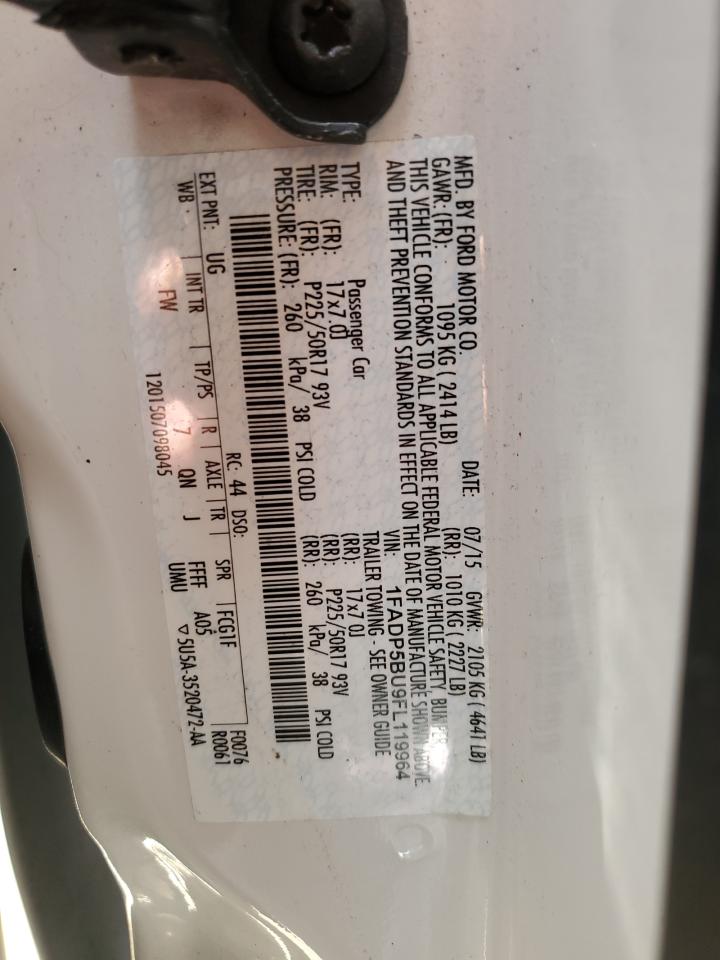 MFD. BY FORD MOTOR CO.
DATE: 07/15 GVWR: 2105 KG ( 4641 LB)
GAWR: (FR): 1095 KG ( 2414 LB) (RR): 1010 KG ( 2227 LB)
THIS VEHICLE CONFORMS TO ALL APPLICABLE FEDERAL MOTOR VEHICLE SAFETY, BUMPER
AND THEFT PREVENTION STANDARDS IN EFFECT ON THE DATE OF MANUFACTURE SHOWN ABOVE.
VIN: 1FADP5BU9FL119964
TYPE: Passenger Car TRAILER TOWING - SEE OWNER GUIDE
RIM: (FR): 17x7.0J (RR): 17x7.0J
TIRE: (FR): P225/50R17 93V (RR): P225/50R17 93V
PRESSURE: (FR): 260 kPa/ 38 PSI COLD (RR): 260 kPa/ 38 PSI COLD
F0076
R0061
EXT PNT: UG RC: 44 DSO: FCG1F
WB INT TR TP/PS R AXLE TR SPR
FW 7 QN J FFFF A05
UMU
1201507098045 ▽5U5A-3520472-AA